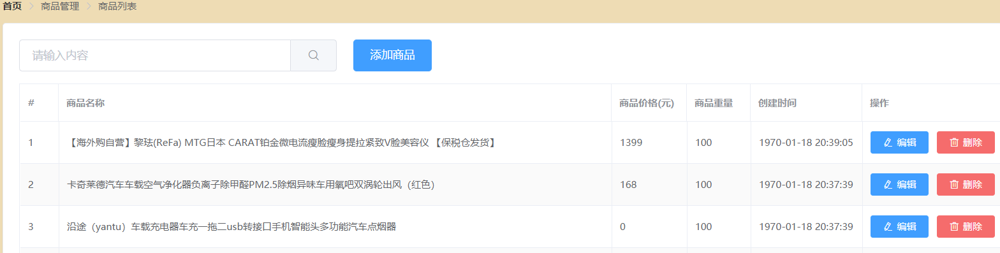 首页 > 商品管理 > 商品列表
请输入内容 添加商品
# 商品名称 商品价格(元) 商品重量 创建时间 操作
1 【海外购自营】黎珐(ReFa) MTG日本 CARAT铂金微电流瘦脸瘦身提拉紧致V脸美容仪 【保税仓发货】 1399 100 1970-01-18 20:39:05 编辑 删除
2 卡奇莱德汽车车载空气净化器负离子除甲醛PM2.5除烟异味车用氧吧双涡轮出风（红色） 168 100 1970-01-18 20:37:39 编辑 删除
3 沿途（yantu）车载充电器车充一拖二usb转接口手机智能头多功能汽车点烟器 0 100 1970-01-18 20:37:39 编辑 删除